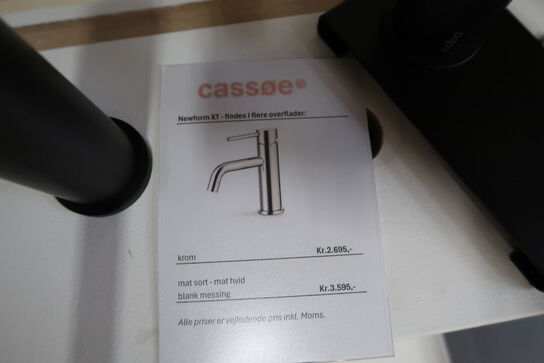 cassøe®
Newform XT - findes i flere overflader:
krom Kr.2.695,-
mat sort - mat hvid
blank messing Kr.3.595,-
Alle priser er vejledende pris inkl. Moms.